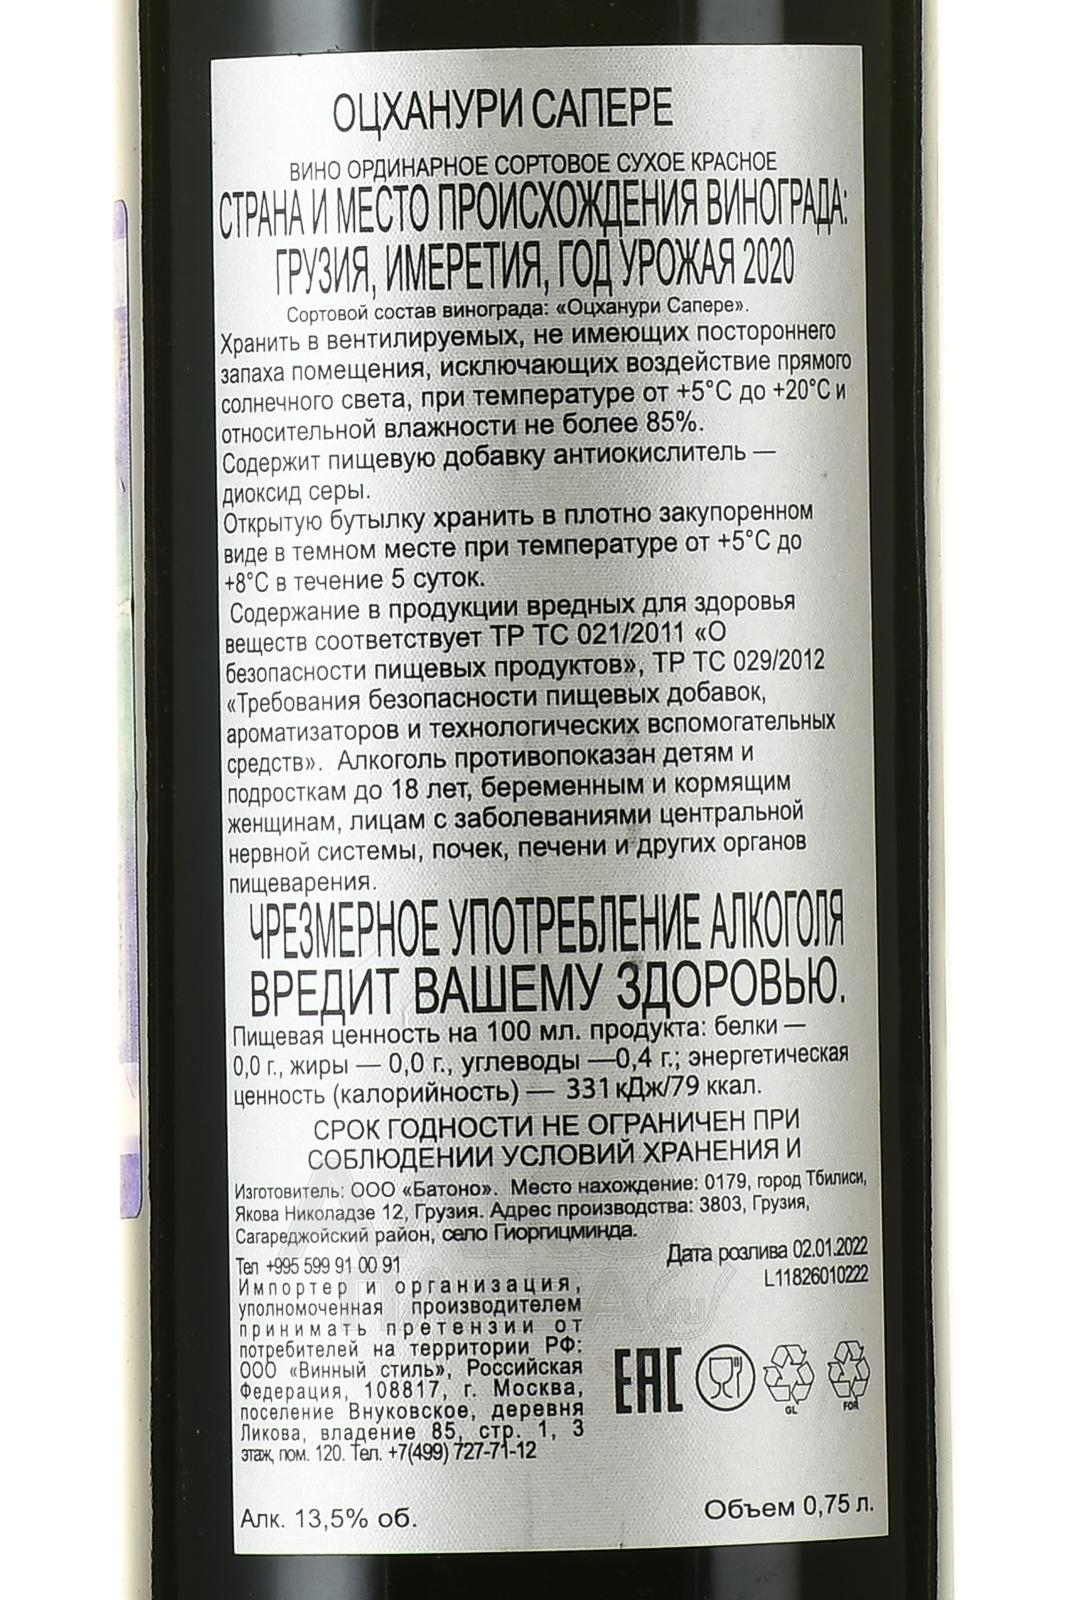 ОЦХАНУРИ САПЕРЕ
ВИНО ОРДИНАРНОЕ СОРТОВОЕ СУХОЕ КРАСНОЕ
СТРАНА И МЕСТО ПРОИСХОЖДЕНИЯ ВИНОГРАДА:
ГРУЗИЯ, ИМЕРЕТИЯ, ГОД УРОЖАЯ 2020
Сортовой состав винограда: «Оцханури Сапере».
Хранить в вентилируемых, не имеющих постороннего
запаха помещения, исключающих воздействие прямого
солнечного света, при температуре от +5°С до +20°С и
относительной влажности не более 85%.
Содержит пищевую добавку антиокислитель —
диоксид серы.
Открытую бутылку хранить в плотно закупоренном
виде в темном месте при температуре от +5°С до
+8°С в течение 5 суток.
Содержание в продукции вредных для здоровья
веществ соответствует ТР ТС 021/2011 «О
безопасности пищевых продуктов», ТР ТС 029/2012
«Требования безопасности пищевых добавок,
ароматизаторов и технологических вспомогательных
средств». Алкоголь противопоказан детям и
подросткам до 18 лет, беременным и кормящим
женщинам, лицам с заболеваниями центральной
нервной системы, почек, печени и других органов
пищеварения.
ЧРЕЗМЕРНОЕ УПОТРЕБЛЕНИЕ АЛКОГОЛЯ
ВРЕДИТ ВАШЕМУ ЗДОРОВЬЮ.
Пищевая ценность на 100 мл. продукта: белки —
0,0 г., жиры — 0,0 г., углеводы —0,4 г.; энергетическая
ценность (калорийность) — 331 кДж/79 ккал.
СРОК ГОДНОСТИ НЕ ОГРАНИЧЕН ПРИ
СОБЛЮДЕНИИ УСЛОВИЙ ХРАНЕНИЯ И
Изготовитель: ООО «Батоно». Место нахождение: 0179, город Тбилиси,
Якова Николадзе 12, Грузия. Адрес производства: 3803, Грузия,
Сагареджойский район, село Гиоргицминда.
Тел +995 599 91 00 91
Дата розлива 02.01.2022
L11826010222
Импортер и организация,
уполномоченная производителем
принимать претензии от
потребителей на территории РФ:
ООО «Винный стиль», Российская
Федерация, 108817, г. Москва,
поселение Внуковское, деревня
Ликова, владение 85, стр. 1, 3
этаж, пом. 120. Тел. +7(499) 727-71-12
EAC
GL
FOR
Алк. 13,5% об.
Объем 0,75 л.